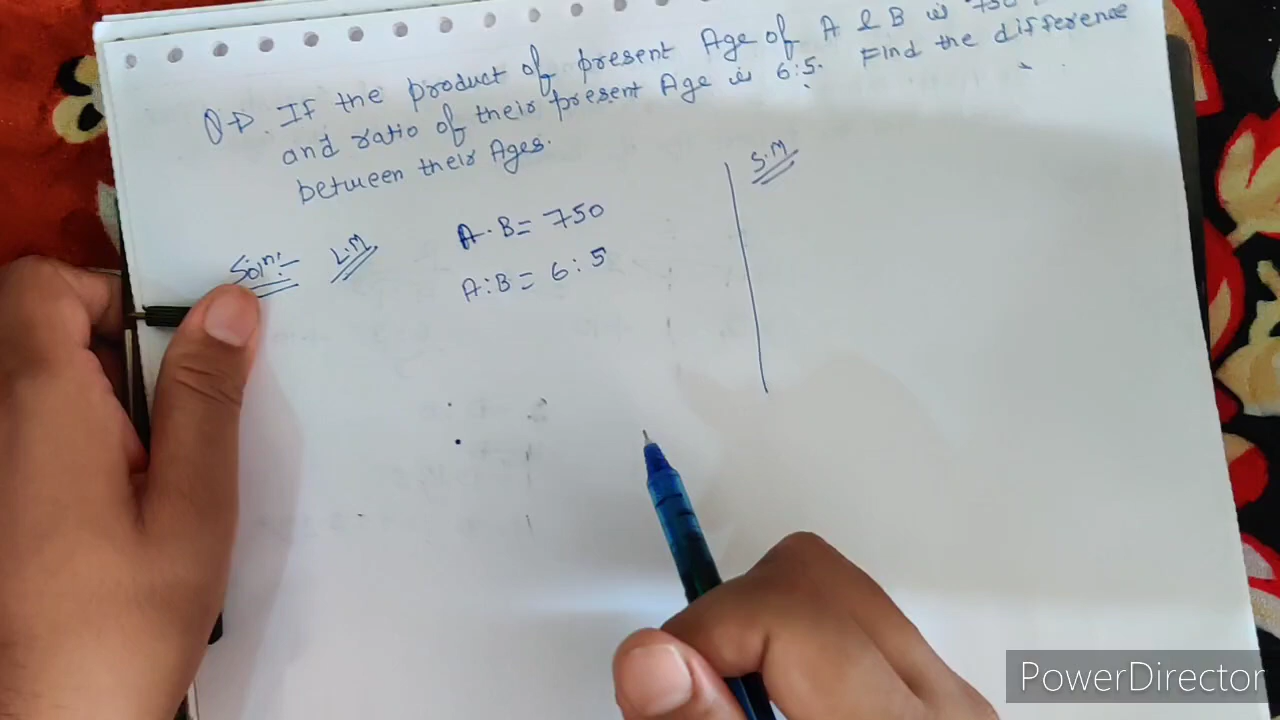 Q→. If the product of present Age of A & B is 750
and ratio of their present Age is 6:5. Find the difference
between their Ages.
S.M
Soln:- L.M
A·B = 750
A:B = 6:5
PowerDirector